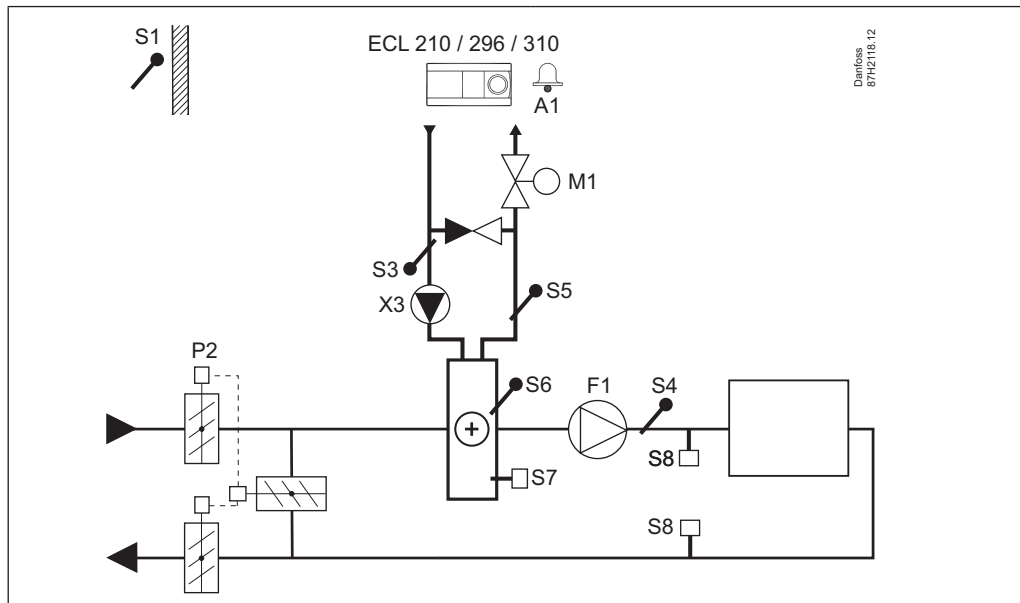 S1
ECL 210 / 296 / 310
Danfoss
87H2118.12
A1
M1
S3
S5
X3
P2
S6
F1
S4
+
S8
S7
S8